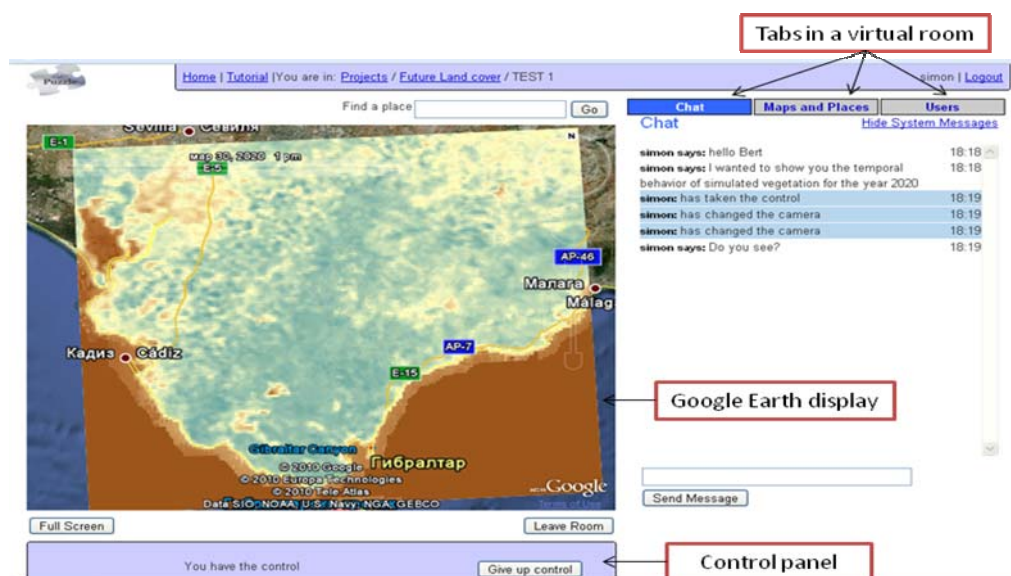 Tabs in a virtual room
Puzzle
Home | Tutorial |You are in: Projects / Future Land cover / TEST 1
simon | Logout
Find a place
Go
Chat
Maps and Places
Users
Chat
Hide System Messages
simon says: hello Bert 18:18
simon says: I wanted to show you the temporal 18:18
behavior of simulated vegetation for the year 2020
simon: has taken the control 18:19
simon: has changed the camera 18:19
simon: has changed the camera 18:19
simon says: Do you see? 18:19
Sevilla Севилья
E-1
N
мар 30, 2020 1 pm
E-5
AP-46
Малага
Málag
Кадиз Cádiz
AP-7
E-15
Google Earth display
Gibraltar Canyon
Гибралтар
© 2010 Google
© 2010 Europa Technologies
© 2010 Tele Atlas
Data SIO, NOAA, U.S. Navy, NGA, GEBCO
Google
Terms of Use
Send Message
Full Screen
Leave Room
You have the control
Give up control
Control panel